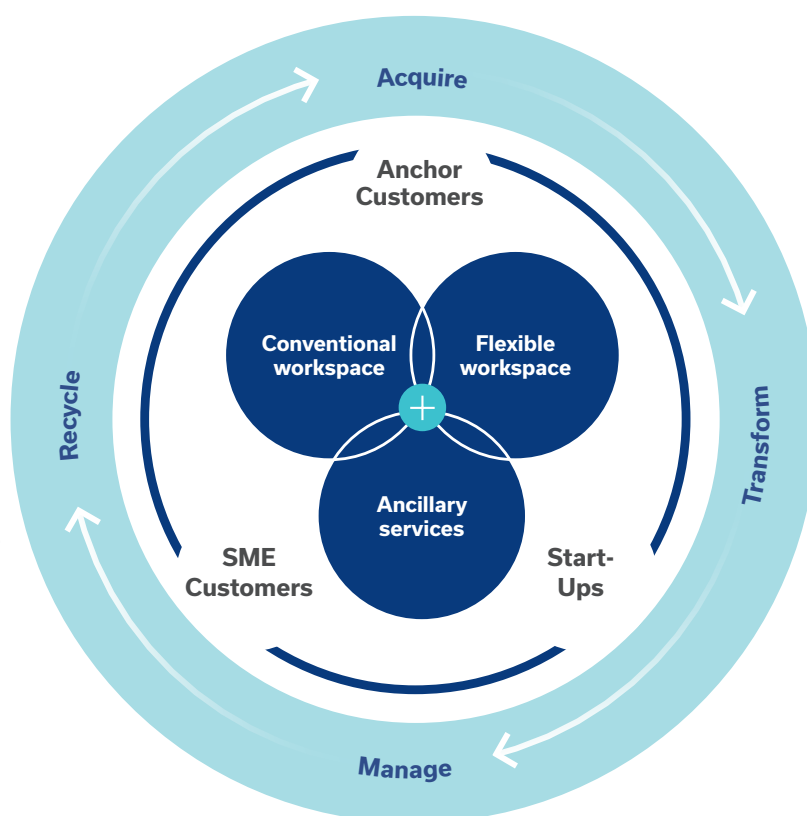 Acquire
Anchor
Customers
Conventional
workspace
Flexible
workspace
Recycle
Transform
Ancillary
services
SME
Customers
Start-
Ups
Manage